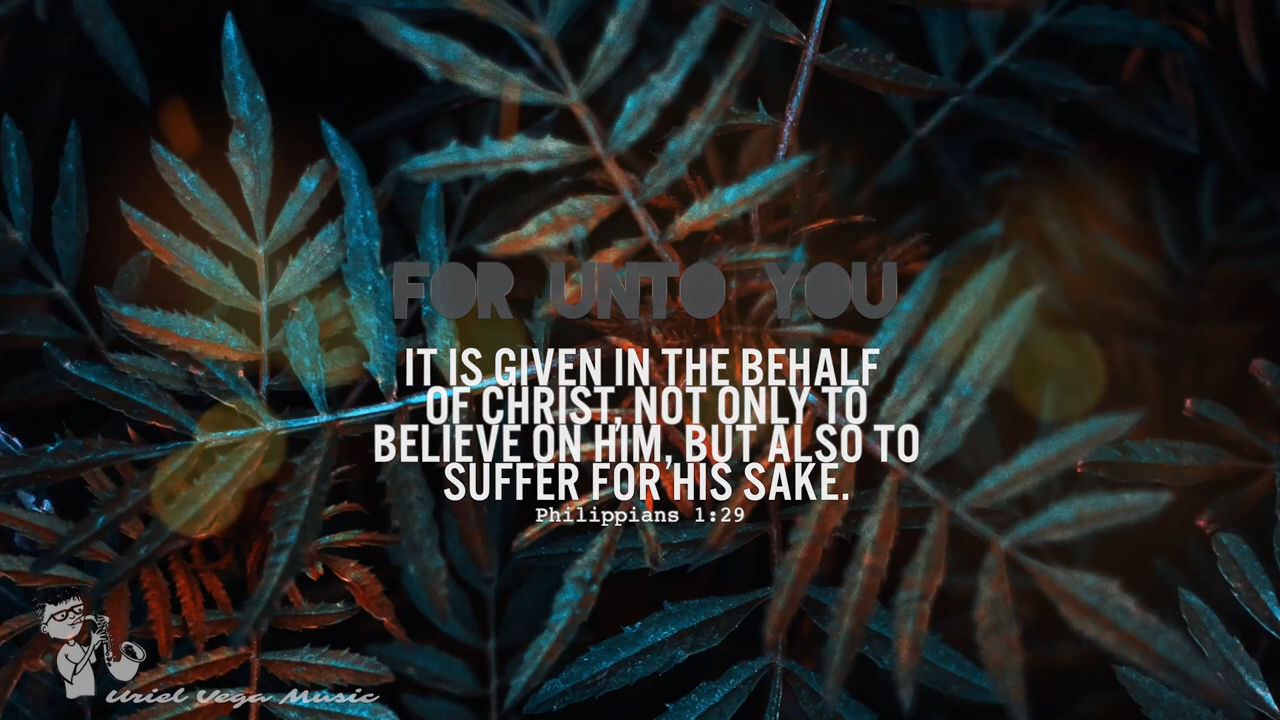 FOR UNTO YOU
IT IS GIVEN IN THE BEHALF
OF CHRIST, NOT ONLY TO
BELIEVE ON HIM, BUT ALSO TO
SUFFER FOR HIS SAKE.
Philippians 1:29
Uriel Vega Music